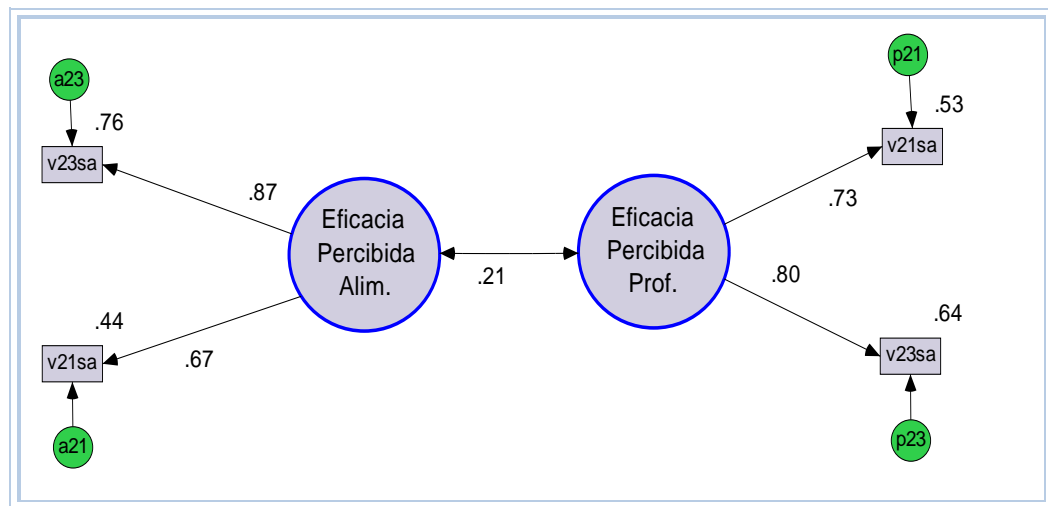 a23
.76
v23sa
.87
Eficacia
Percibida
Alim.
.44
v21sa
.67
a21
.21
Eficacia
Percibida
Prof.
p21
.53
v21sa
.73
.80
.64
v23sa
p23